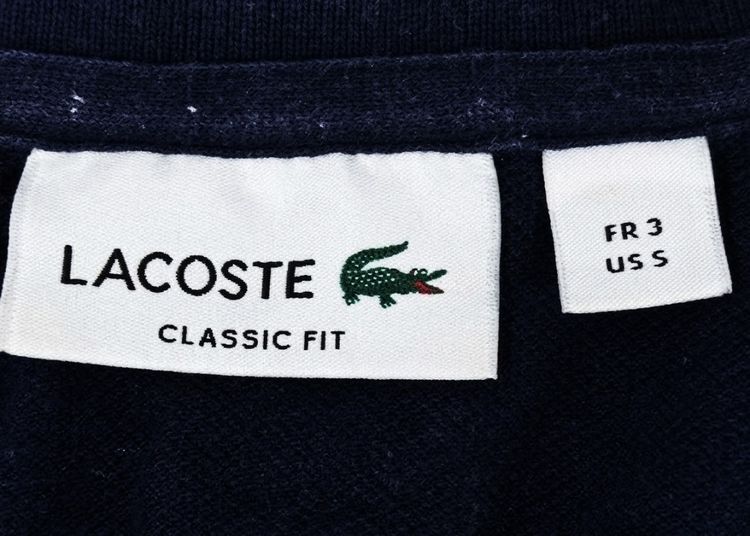 LACOSTE
CLASSIC FIT
FR 3
US S